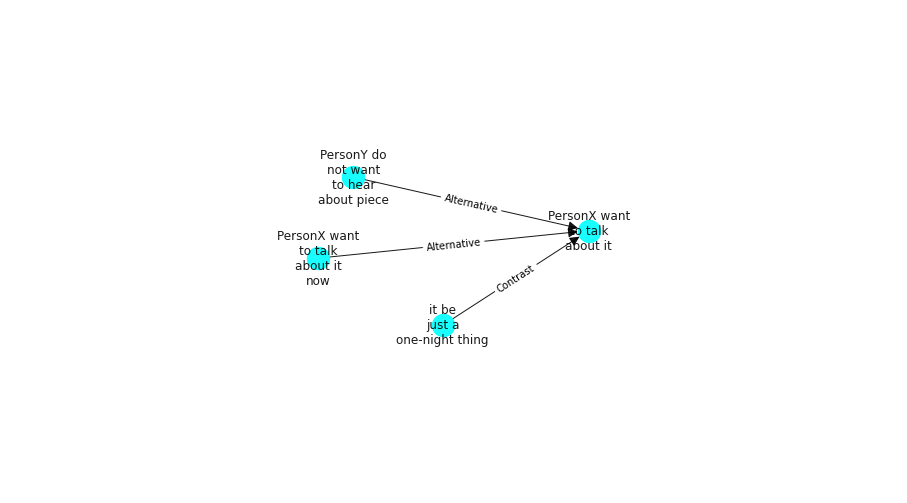 PersonY do
not want
to hear
about piece
Alternative
PersonX want
to talk
about it
PersonX want
to talk
about it
now
Alternative
Contrast
it be
just a
one-night thing